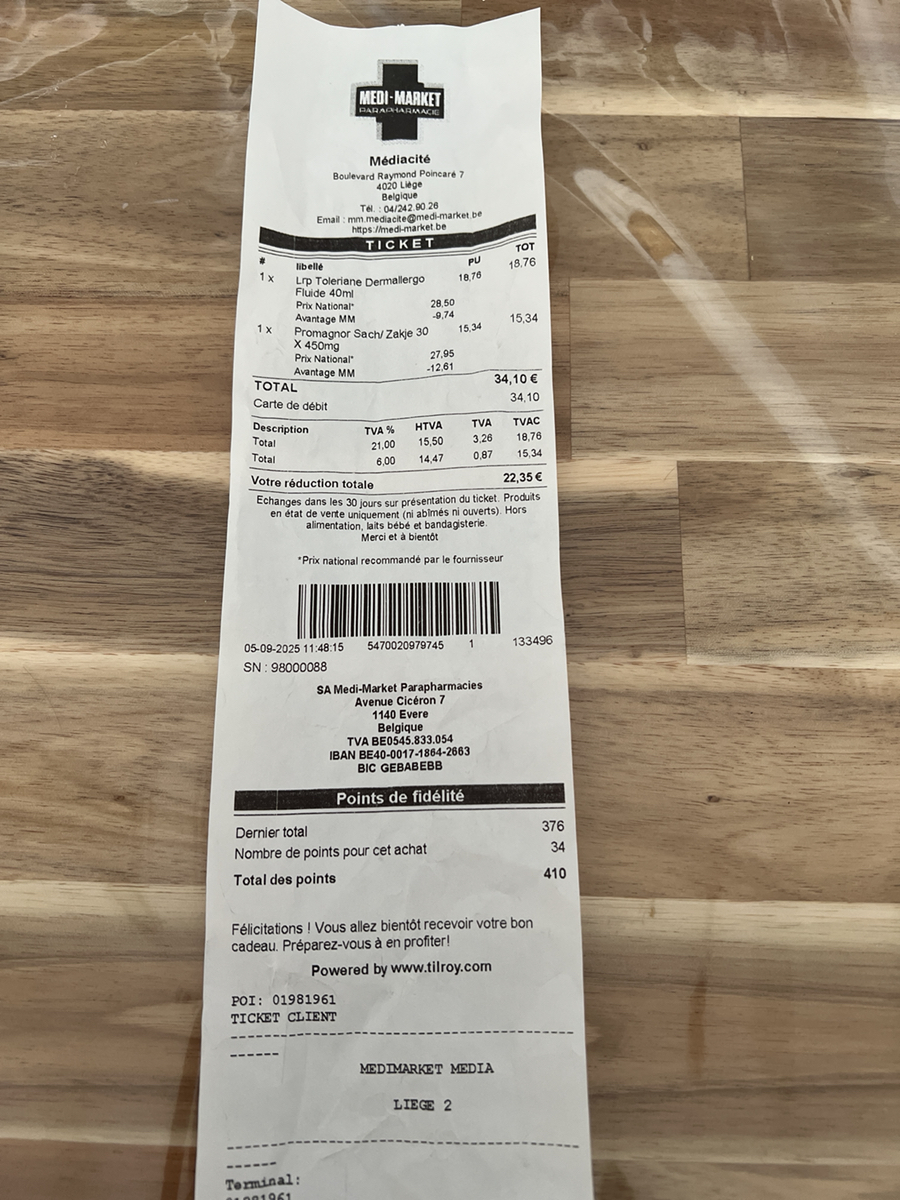 MEDI-MARKET
PARAPHARMACIE
Médiacité
Boulevard Raymond Poincaré 7
4020 Liège
Belgique
Tél. : 04/242.90.26
Email : mm.mediacite@medi-market.be
https://medi-market.be
TICKET
# libellé PU TOT
1 x Lrp Toleriane Dermallergo 18,76 18,76
Fluide 40ml
Prix National* 28,50
Avantage MM -9,74
1 x Promagnor Sach/ Zakje 30 15,34 15,34
X 450mg
Prix National* 27,95
Avantage MM -12,61
TOTAL 34,10 €
Carte de débit 34,10
Description TVA % HTVA TVA TVAC
Total 21,00 15,50 3,26 18,76
Total 6,00 14,47 0,87 15,34
Votre réduction totale 22,35 €
Echanges dans les 30 jours sur présentation du ticket. Produits
en état de vente uniquement (ni abîmés ni ouverts). Hors
alimentation, laits bébé et bandagisterie.
Merci et à bientôt
*Prix national recommandé par le fournisseur
05-09-2025 11:48:15 5470020979745 1 133496
SN : 98000088
SA Medi-Market Parapharmacies
Avenue Cicéron 7
1140 Evere
Belgique
TVA BE0545.833.054
IBAN BE40-0017-1864-2663
BIC GEBABEBB
Points de fidélité
Dernier total 376
Nombre de points pour cet achat 34
Total des points 410
Félicitations ! Vous allez bientôt recevoir votre bon
cadeau. Préparez-vous à en profiter!
Powered by www.tilroy.com
POI: 01981961
TICKET CLIENT
MEDIMARKET MEDIA
LIEGE 2
Terminal:
01981961